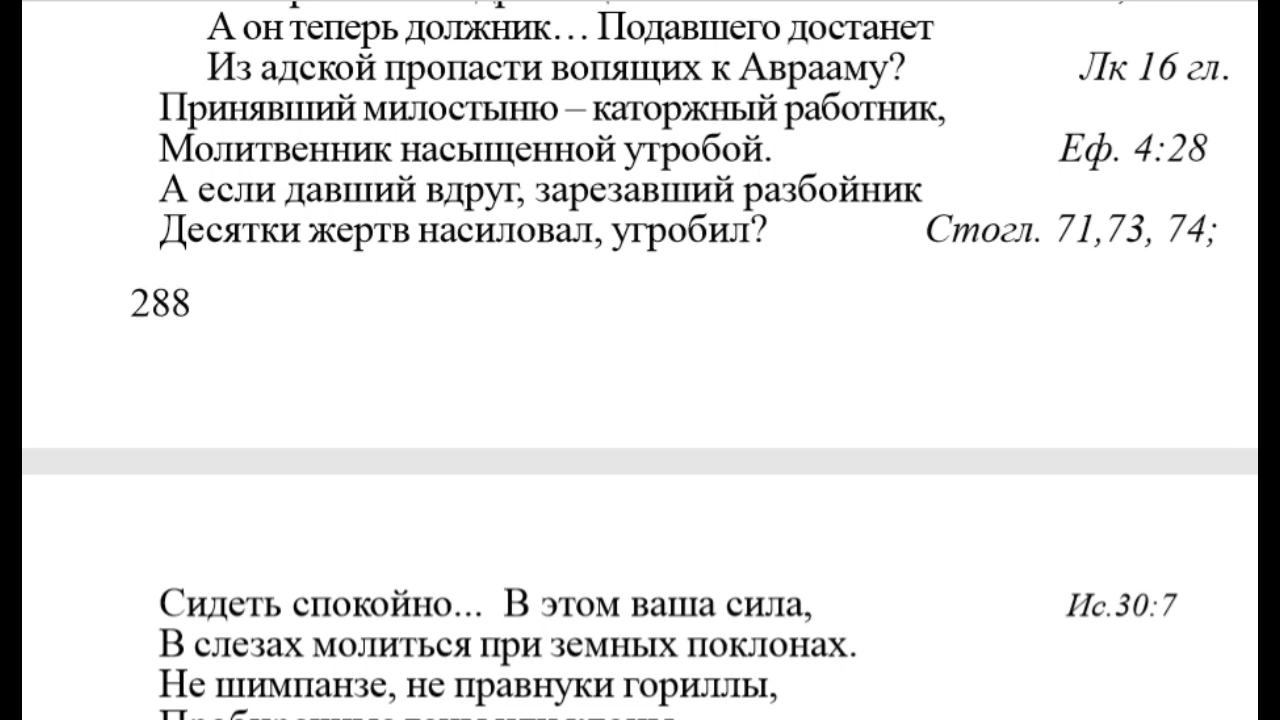 А он теперь должник… Подавшего достанет
Из адской пропасти вопящих к Аврааму? Лк 16 гл.
Принявший милостыню – каторжный работник,
Молитвенник насыщенной утробой. Еф. 4:28
А если давший вдруг, зарезавший разбойник
Десятки жертв насиловал, угробил? Стогл. 71,73, 74;
288
Сидеть спокойно... В этом ваша сила, Ис.30:7
В слезах молиться при земных поклонах.
Не шимпанзе, не правнуки гориллы,